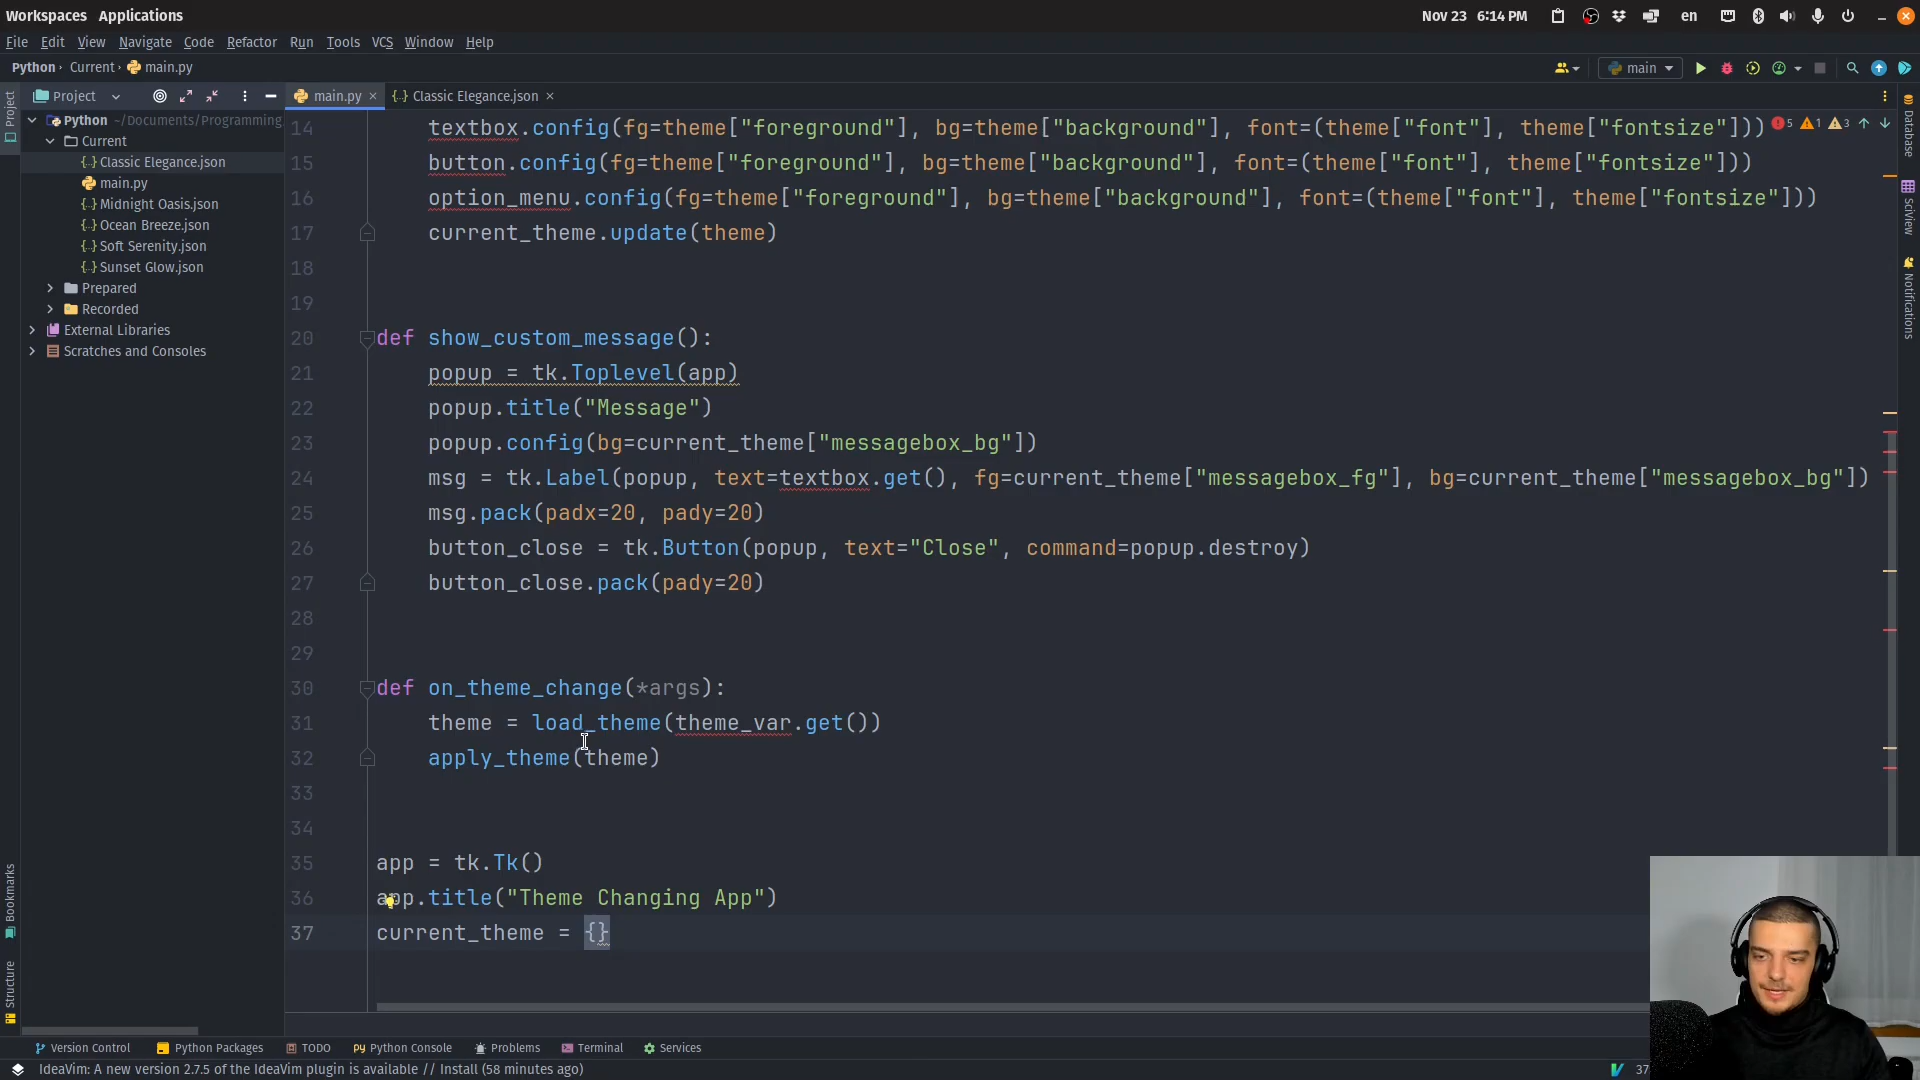 Workspaces Applications
Nov 23 6:14 PM
en
File Edit View Navigate Code Refactor Run Tools VCS Window Help
Python Current main.py
main
Project
main.py
Classic Elegance.json
Python ~/Documents/Programming
Current
Classic Elegance.json
main.py
Midnight Oasis.json
Ocean Breeze.json
Soft Serenity.json
Sunset Glow.json
Prepared
Recorded
External Libraries
Scratches and Consoles
Project
Bookmarks
Structure
14 textbox.config(fg=theme["foreground"], bg=theme["background"], font=(theme["font"], theme["fontsize"]))
5 1 3
15 button.config(fg=theme["foreground"], bg=theme["background"], font=(theme["font"], theme["fontsize"]))
16 option_menu.config(fg=theme["foreground"], bg=theme["background"], font=(theme["font"], theme["fontsize"]))
17 current_theme.update(theme)
18
19
20 def show_custom_message():
21 popup = tk.Toplevel(app)
22 popup.title("Message")
23 popup.config(bg=current_theme["messagebox_bg"])
24 msg = tk.Label(popup, text=textbox.get(), fg=current_theme["messagebox_fg"], bg=current_theme["messagebox_bg"])
25 msg.pack(padx=20, pady=20)
26 button_close = tk.Button(popup, text="Close", command=popup.destroy)
27 button_close.pack(pady=20)
28
29
30 def on_theme_change(*args):
31 theme = load_theme(theme_var.get())
32 apply_theme(theme)
33
34
35 app = tk.Tk()
36 app.title("Theme Changing App")
37 current_theme = {}
Database
SciView
Notifications
Version Control Python Packages TODO Python Console Problems Terminal Services
IdeaVim: A new version 2.7.5 of the IdeaVim plugin is available // Install (58 minutes ago)
37